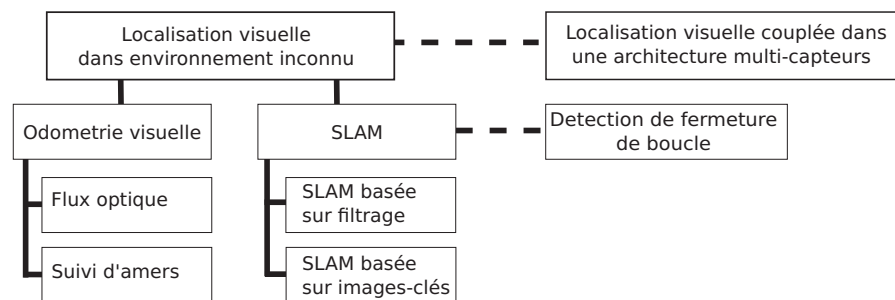 Localisation visuelle
dans environnement inconnu
Localisation visuelle couplée dans
une architecture multi-capteurs
Odometrie visuelle
SLAM
Detection de fermeture
de boucle
Flux optique
SLAM basée
sur filtrage
Suivi d'amers
SLAM basée
sur images-clés